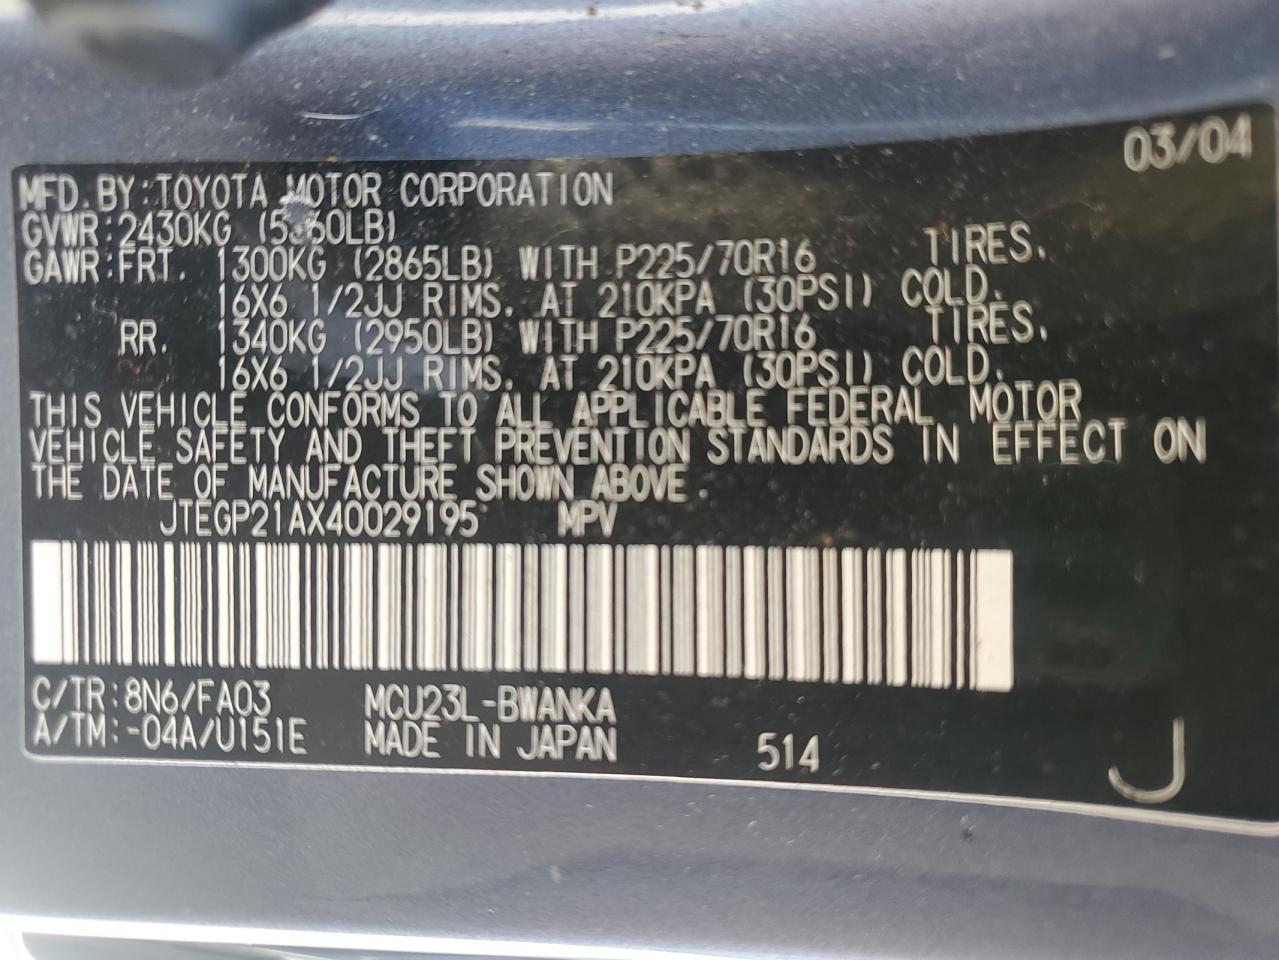 03/04
MFD. BY: TOYOTA MOTOR CORPORATION
GVWR: 2430KG
GAWR: FRT. 1300KG (2865LB) WITH P225/70R16 TIRES.
16X6 1/2JJ RIMS. AT 210KPA (30PSI) COLD.
RR. 1340KG (2950LB) WITH P225/70R16 TIRES.
16X6 1/2JJ RIMS. AT 210KPA (30PSI) COLD.
THIS VEHICLE CONFORMS TO ALL APPLICABLE FEDERAL MOTOR
VEHICLE SAFETY AND THEFT PREVENTION STANDARDS IN EFFECT ON
THE DATE OF MANUFACTURE SHOWN ABOVE.
JTEGP21AX40029195 MPV
C/TR: 8N6/FA03 MCU23L-BWANKA
A/TM: -04A/U151E MADE IN JAPAN 514 J